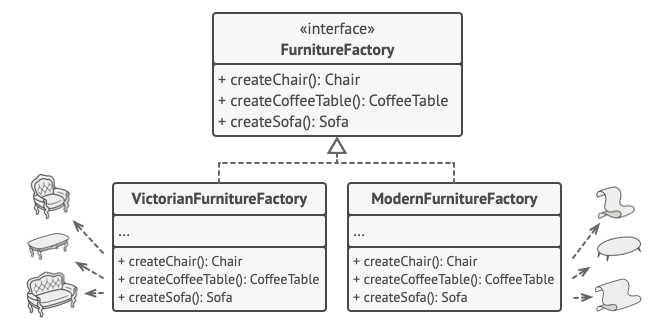 «interface»
FurnitureFactory
+ createChair(): Chair
+ createCoffeeTable(): CoffeeTable
+ createSofa(): Sofa
VictorianFurnitureFactory
...
+ createChair(): Chair
+ createCoffeeTable(): CoffeeTable
+ createSofa(): Sofa
ModernFurnitureFactory
...
+ createChair(): Chair
+ createCoffeeTable(): CoffeeTable
+ createSofa(): Sofa